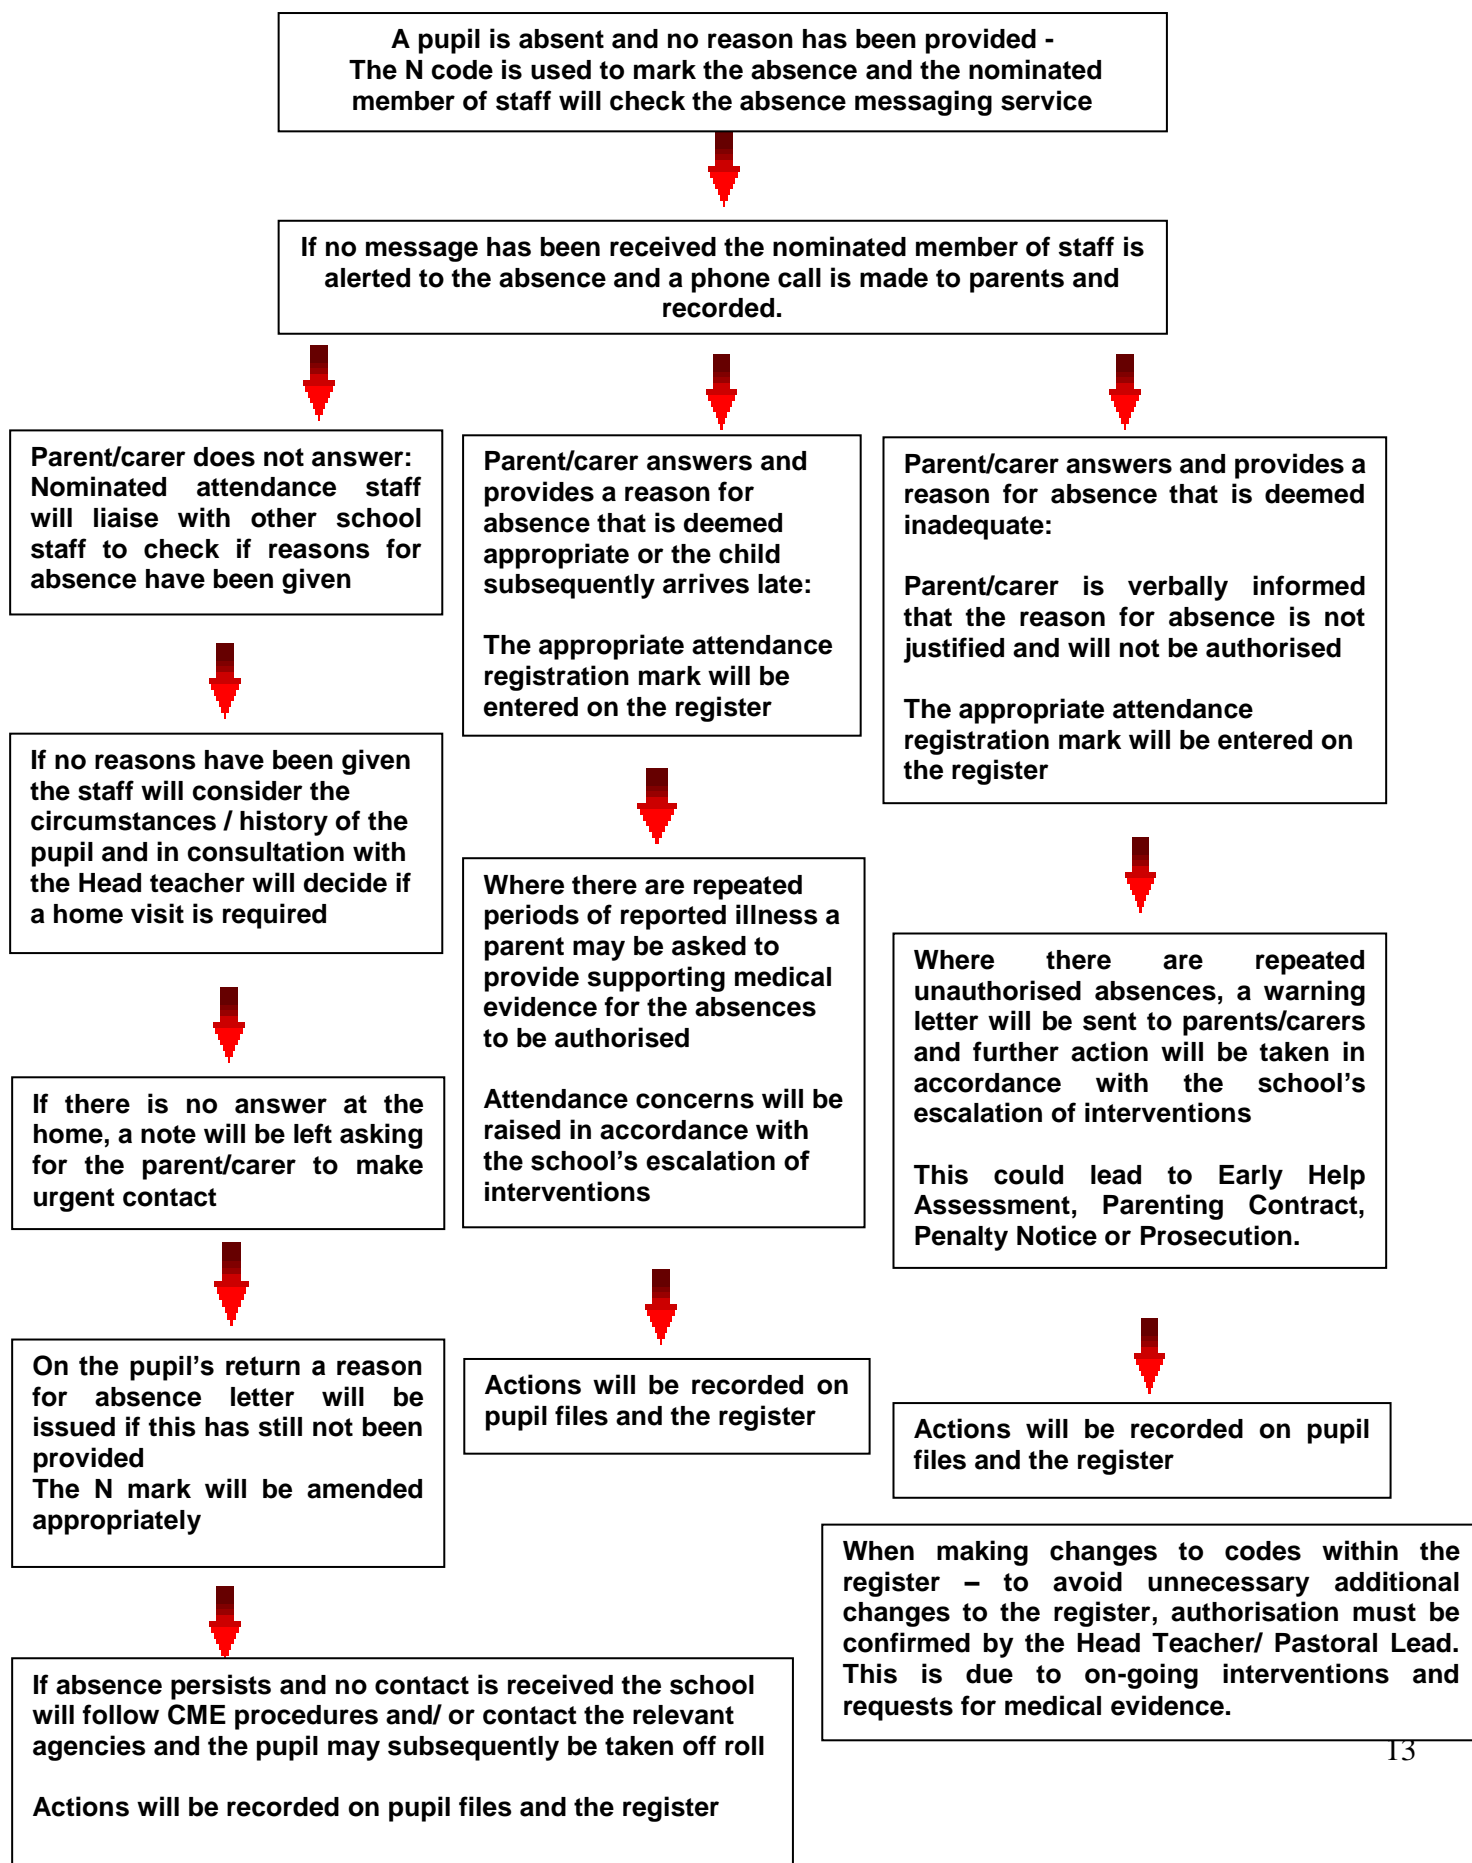 A pupil is absent and no reason has been provided -
The N code is used to mark the absence and the nominated
member of staff will check the absence messaging service
If no message has been received the nominated member of staff is
alerted to the absence and a phone call is made to parents and
recorded.
Parent/carer does not answer:
Nominated attendance staff
will liaise with other school
staff to check if reasons for
absence have been given
If no reasons have been given
the staff will consider the
circumstances / history of the
pupil and in consultation with
the Head teacher will decide if
a home visit is required
If there is no answer at the
home, a note will be left asking
for the parent/carer to make
urgent contact
On the pupil’s return a reason
for absence letter will be
issued if this has still not been
provided
The N mark will be amended
appropriately
If absence persists and no contact is received the school
will follow CME procedures and/ or contact the relevant
agencies and the pupil may subsequently be taken off roll
Actions will be recorded on pupil files and the register
Parent/carer answers and
provides a reason for
absence that is deemed
appropriate or the child
subsequently arrives late:
The appropriate attendance
registration mark will be
entered on the register
Where there are repeated
periods of reported illness a
parent may be asked to
provide supporting medical
evidence for the absences
to be authorised
Attendance concerns will be
raised in accordance with
the school’s escalation of
interventions
Actions will be recorded on
pupil files and the register
Parent/carer answers and provides a
reason for absence that is deemed
inadequate:
Parent/carer is verbally informed
that the reason for absence is not
justified and will not be authorised
The appropriate attendance
registration mark will be entered on
the register
Where there are repeated
unauthorised absences, a warning
letter will be sent to parents/carers
and further action will be taken in
accordance with the school’s
escalation of interventions
This could lead to Early Help
Assessment, Parenting Contract,
Penalty Notice or Prosecution.
Actions will be recorded on pupil
files and the register
When making changes to codes within the
register – to avoid unnecessary additional
changes to the register, authorisation must be
confirmed by the Head Teacher/ Pastoral Lead.
This is due to on-going interventions and
requests for medical evidence.
13